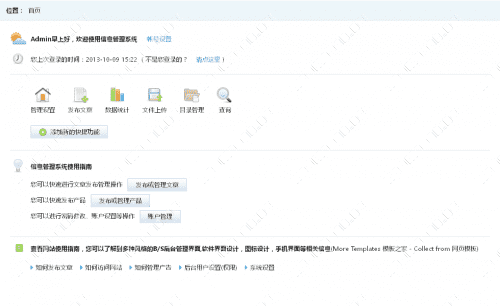 位置： 首页
Admin早上好，欢迎使用信息管理系统 帐号设置
您上次登录的时间：2013-10-09 15:22 （不是您登录的？ 请点这里）
管理设置 发布文章 数据统计 文件上传 目录管理 查询
添加新的快捷功能
信息管理系统使用指南
您可以快速进行文章发布管理操作 发布或管理文章
您可以快速发布产品 发布或管理产品
您可以进行密码修改、账户设置等操作 账户管理
查看网站使用指南，您可以了解到多种风格的B/S后台管理界面,软件界面设计，图标设计，手机界面等相关信息(More Templates 模板之家 - Collect from 网页模板)
如何发布文章 如何访问网站 如何管理广告 后台用户设置(权限) 系统设置